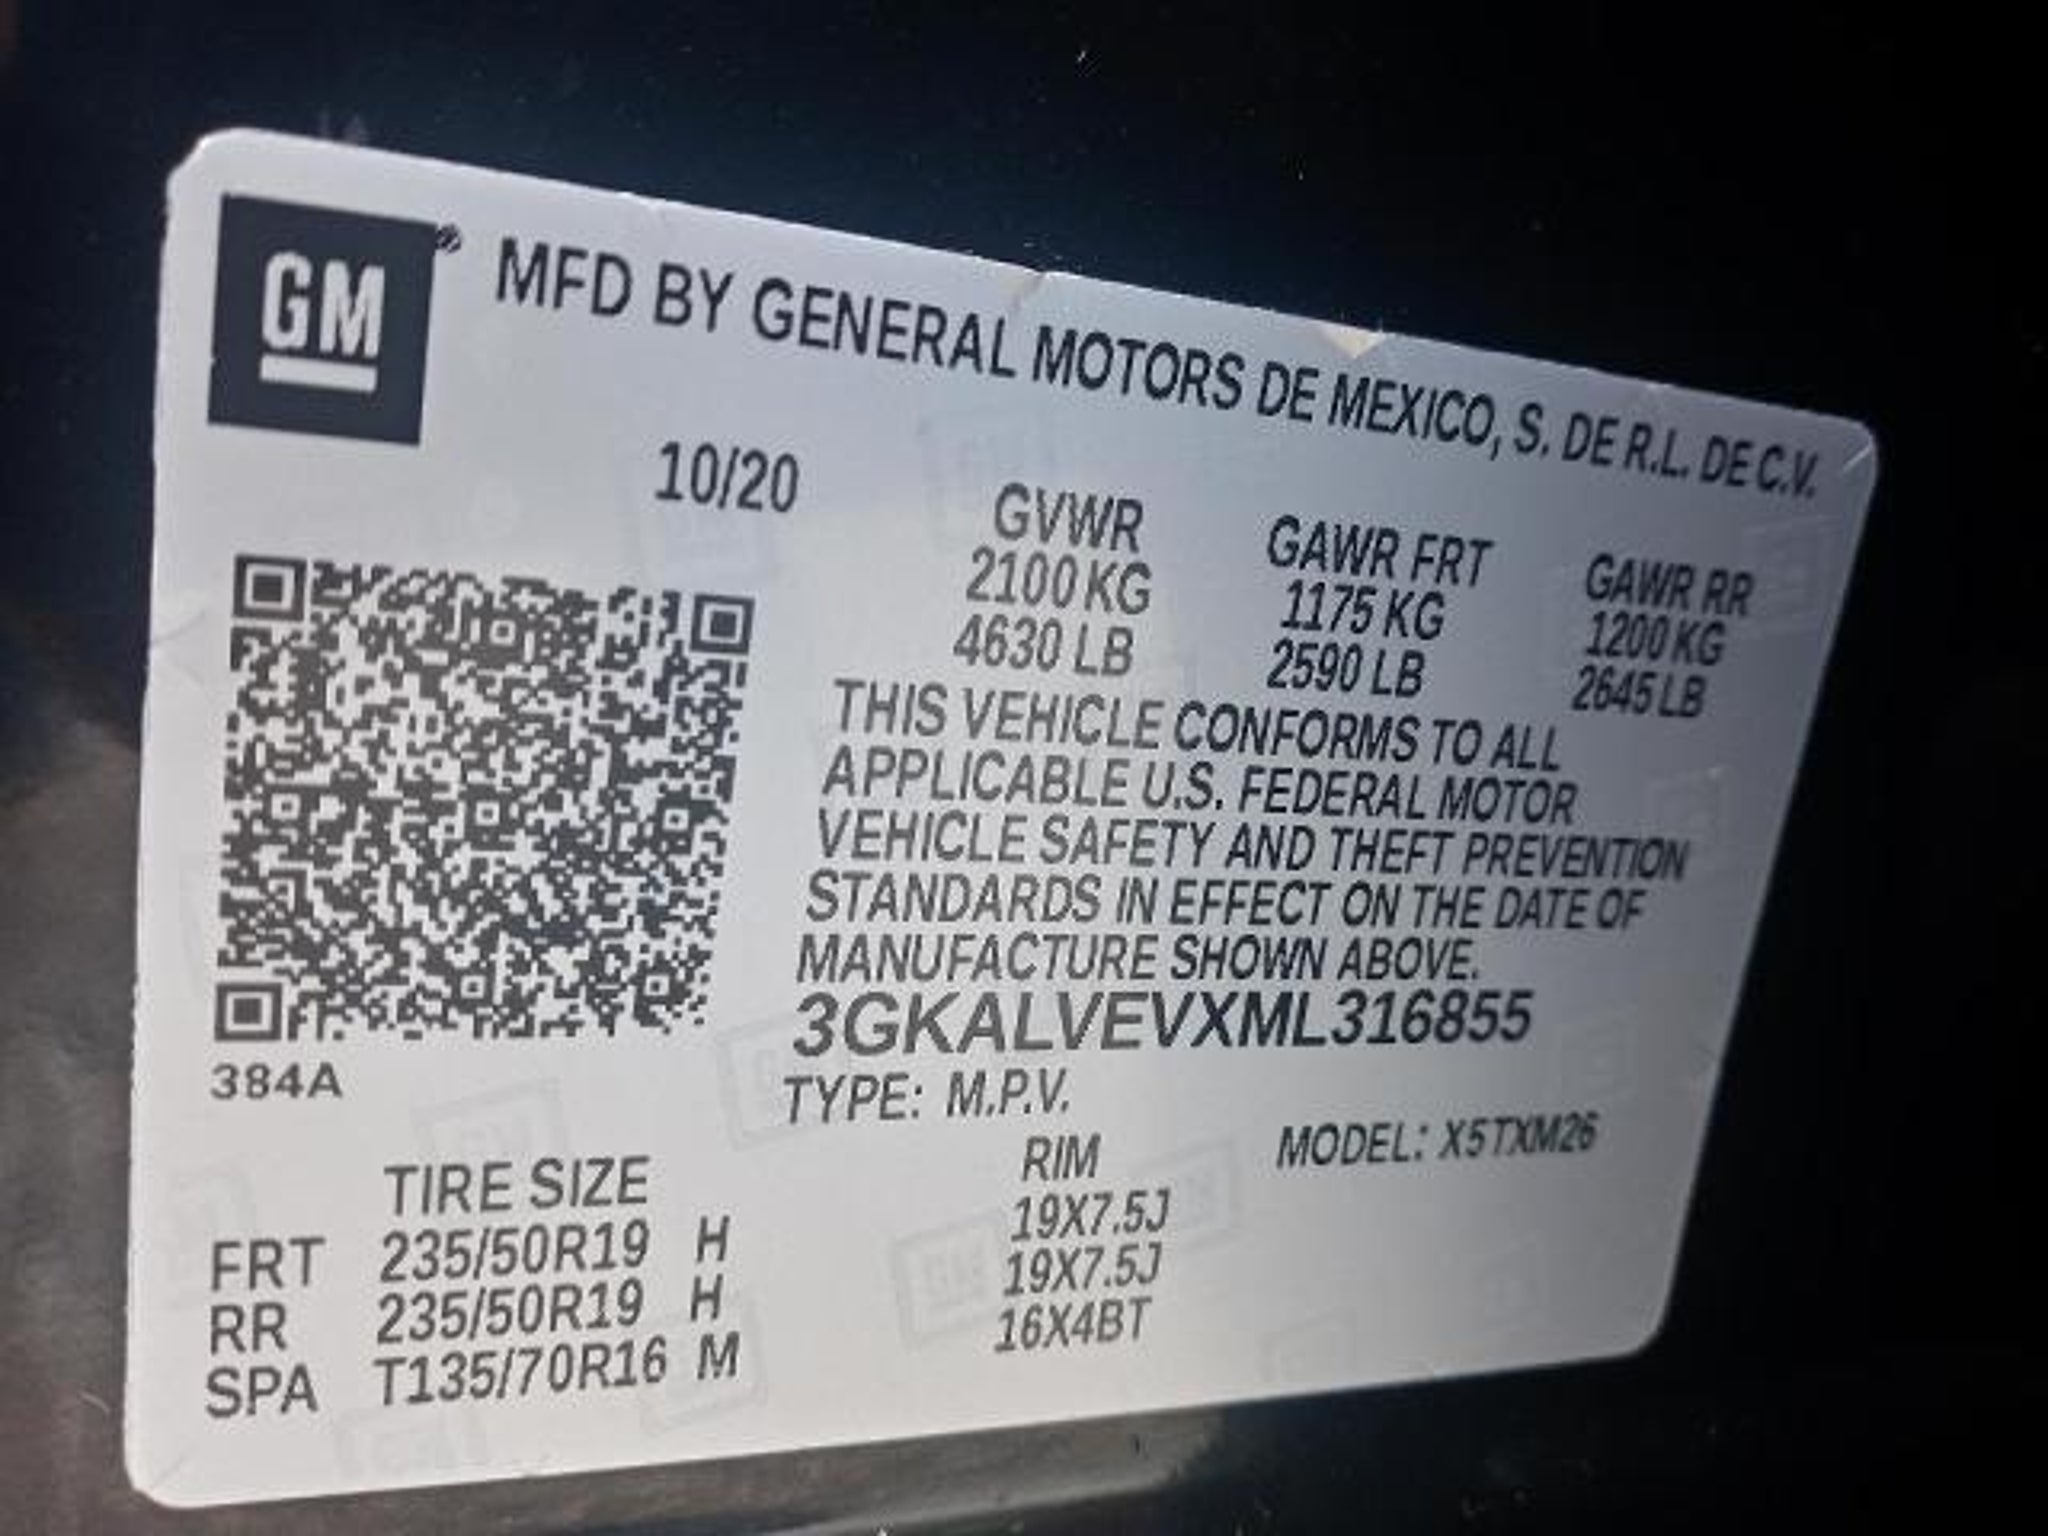 GM® MFD BY GENERAL MOTORS DE MEXICO, S. DE R.L. DE C.V.
10/20
GVWR GAWR FRT GAWR RR
2100 KG 1175 KG 1200 KG
4630 LB 2590 LB 2645 LB
THIS VEHICLE CONFORMS TO ALL
APPLICABLE U.S. FEDERAL MOTOR
VEHICLE SAFETY AND THEFT PREVENTION
STANDARDS IN EFFECT ON THE DATE OF
MANUFACTURE SHOWN ABOVE.
3GKALVEVXML316855
384A
TYPE: M.P.V. MODEL: X5TXM26
TIRE SIZE RIM
FRT 235/50R19 H 19X7.5J
RR 235/50R19 H 19X7.5J
SPA T135/70R16 M 16X4BT